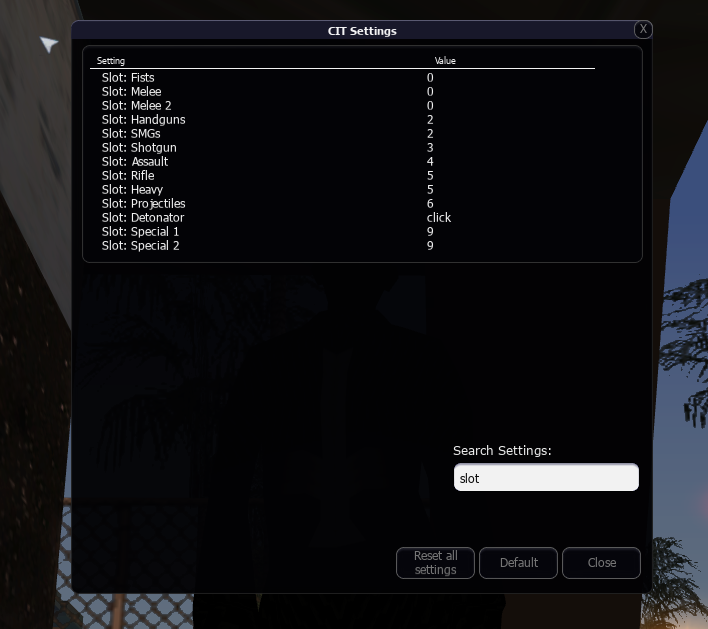 CIT Settings
X
Setting Value
Slot: Fists 0
Slot: Melee 0
Slot: Melee 2 0
Slot: Handguns 2
Slot: SMGs 2
Slot: Shotgun 3
Slot: Assault 4
Slot: Rifle 5
Slot: Heavy 5
Slot: Projectiles 6
Slot: Detonator click
Slot: Special 1 9
Slot: Special 2 9
Search Settings:
slot
Reset all
settings
Default
Close